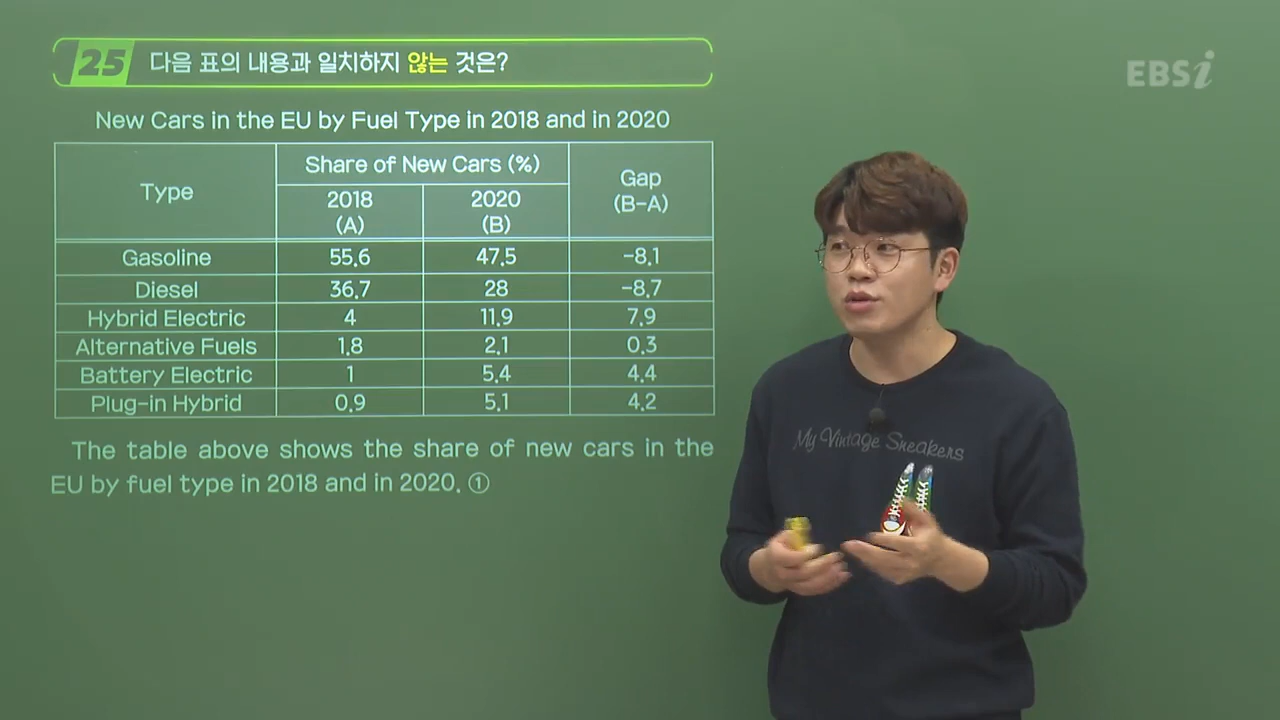 25 다음 표의 내용과 일치하지 않는 것은?
EBSi
New Cars in the EU by Fuel Type in 2018 and in 2020
Type
Share of New Cars (%)
Gap
(B-A)
2018
(A)
2020
(B)
Gasoline 55.6 47.5 -8.1
Diesel 36.7 28 -8.7
Hybrid Electric 4 11.9 7.9
Alternative Fuels 1.8 2.1 0.3
Battery Electric 1 5.4 4.4
Plug-in Hybrid 0.9 5.1 4.2
The table above shows the share of new cars in the
EU by fuel type in 2018 and in 2020. ①
My Vintage Sneakers